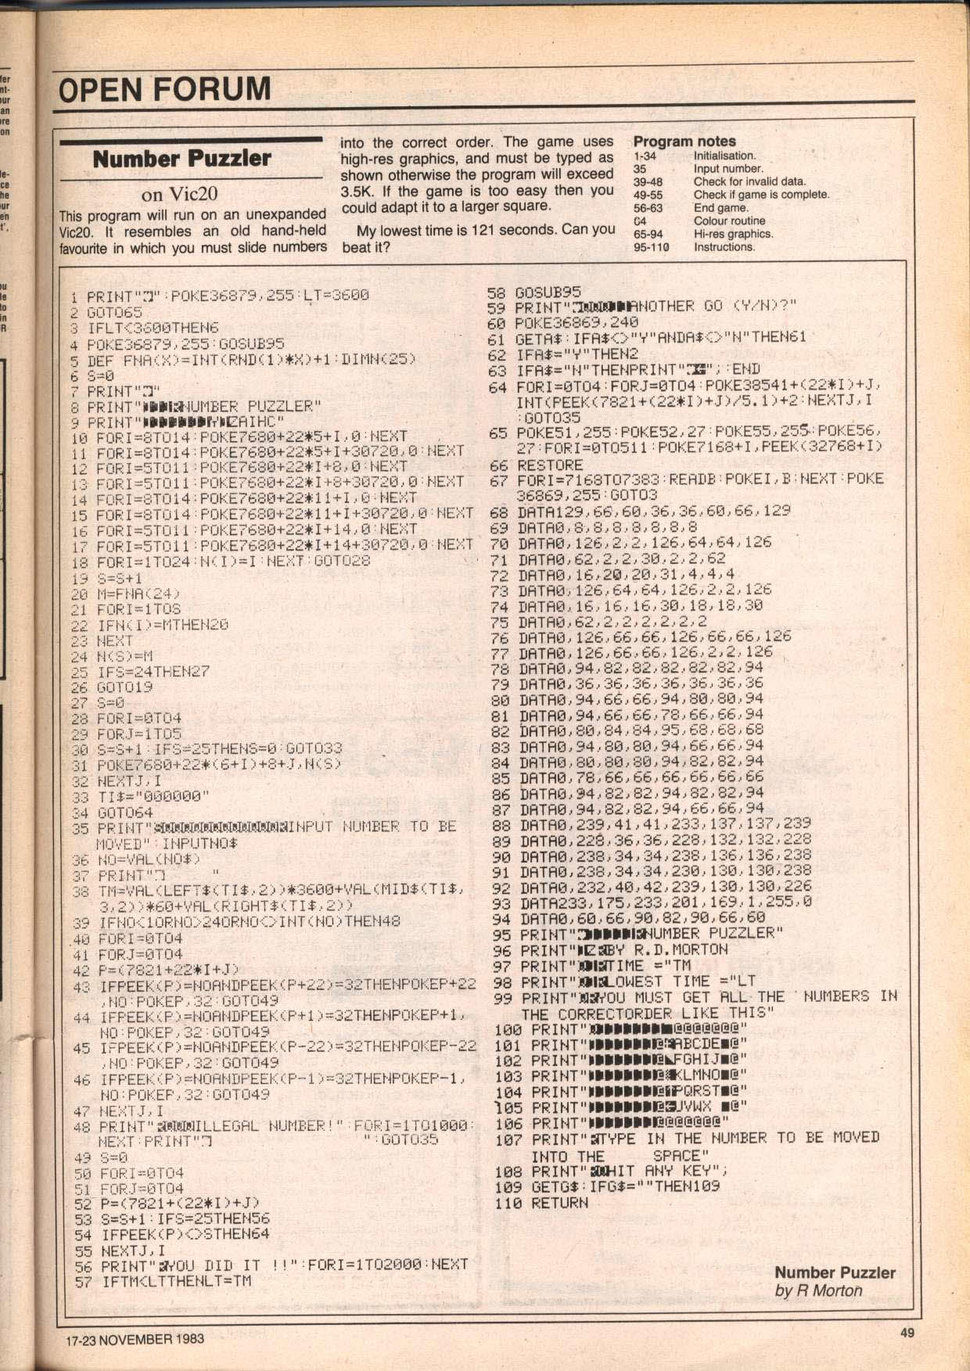 OPEN FORUM
Number Puzzler
on Vic20
This program will run on an unexpanded
Vic20. It resembles an old hand-held
favourite in which you must slide numbers
into the correct order. The game uses
high-res graphics, and must be typed as
shown otherwise the program will exceed
3.5K. If the game is too easy then you
could adapt it to a larger square.
My lowest time is 121 seconds. Can you
beat it?
Program notes
1-34 Initialisation.
35 Input number.
39-48 Check for invalid data.
49-55 Check if game is complete.
56-63 End game.
64 Colour routine
65-94 Hi-res graphics.
95-110 Instructions.
1 PRINT"":POKE36879,255:LT=3600
2 GOTO65
3 IFLT<3600THEN6
4 POKE36879,255:GOSUB95
5 DEF FNA(X)=INT(RND(1)*X)+1:DIMN(25)
6 S=0
7 PRINT""
8 PRINT"NUMBER PUZZLER"
9 PRINT"
10 FORI=8TO14:POKE7680+22*5+I,0:NEXT
11 FORI=8TO14:POKE7680+22*5+I+30720,0:NEXT
12 FORI=5TO11:POKE7680+22*I+8,0:NEXT
13 FORI=5TO11:POKE7680+22*I+8+30720,0:NEXT
14 FORI=8TO14:POKE7680+22*11+I,0:NEXT
15 FORI=8TO14:POKE7680+22*11+I+30720,0:NEXT
16 FORI=5TO11:POKE7680+22*I+14,0:NEXT
17 FORI=5TO11:POKE7680+22*I+14+30720,0:NEXT
18 FORI=1TO24:N(I)=I:NEXT:GOTO28
19 S=S+1
20 M=FNA(24)
21 FORI=1TOS
22 IFN(I)=MTHEN20
23 NEXT
24 N(S)=M
25 IFS=24THEN27
26 GOTO19
27 S=0
28 FORI=0TO4
29 FORJ=1TO5
30 S=S+1:IFS=25THENS=0:GOTO33
31 POKE7680+22*(6+I)+8+J,N(S)
32 NEXTJ,I
33 TI$="000000"
34 GOTO64
35 PRINT"INPUT NUMBER TO BE
MOVED":INPUTNO$
36 NO=VAL(NO$)
37 PRINT" "
38 TM=VAL(LEFT$(TI$,2))*3600+VAL(MID$(TI$,
3,2))*60+VAL(RIGHT$(TI$,2))
39 IFNO<1ORNO>24ORNO<>INT(NO)THEN48
40 FORI=0TO4
41 FORJ=0TO4
42 P=(7821+22*I+J)
43 IFPEEK(P)=NOANDPEEK(P+22)=32THENPOKEP+22
,NO:POKEP,32:GOTO49
44 IFPEEK(P)=NOANDPEEK(P+1)=32THENPOKEP+1,
NO:POKEP,32:GOTO49
45 IFPEEK(P)=NOANDPEEK(P-22)=32THENPOKEP-22
,NO:POKEP,32:GOTO49
46 IFPEEK(P)=NOANDPEEK(P-1)=32THENPOKEP-1,
NO:POKEP,32:GOTO49
47 NEXTJ,I
48 PRINT"ILLEGAL NUMBER!":FORI=1TO1000:
NEXT:PRINT" ":GOTO35
49 S=0
50 FORI=0TO4
51 FORJ=0TO4
52 P=(7821+(22*I)+J)
53 S=S+1:IFS=25THEN56
54 IFPEEK(P)<>STHEN64
55 NEXTJ,I
56 PRINT"YOU DID IT !!":FORI=1TO2000:NEXT
57 IFTM<LTTHENLT=TM
58 GOSUB95
59 PRINT"ANOTHER GO (Y/N)?"
60 POKE36869,240
61 GETA$:IFA$<>"Y"ANDA$<>"N"THEN61
62 IFA$="Y"THEN2
63 IFA$="N"THENPRINT"";:END
64 FORI=0TO4:FORJ=0TO4:POKE38541+(22*I)+J,
INT(PEEK(7821+(22*I)+J)/5.1)+2:NEXTJ,I
:GOTO35
65 POKE51,255:POKE52,27:POKE55,255:POKE56,
27:FORI=0TO511:POKE7168+I,PEEK(32768+I)
66 RESTORE
67 FORI=7168TO7383:READB:POKEI,B:NEXT:POKE
36869,255:GOTO3
68 DATA129,66,60,36,36,60,66,129
69 DATA0,8,8,8,8,8,8,8
70 DATA0,126,2,2,126,64,64,126
71 DATA0,62,2,2,30,2,2,62
72 DATA0,16,20,20,31,4,4,4
73 DATA0,126,64,64,126,2,2,126
74 DATA0,16,16,16,30,18,18,30
75 DATA0,62,2,2,2,2,2,2
76 DATA0,126,66,66,126,66,66,126
77 DATA0,126,66,66,126,2,2,126
78 DATA0,94,82,82,82,82,82,94
79 DATA0,36,36,36,36,36,36,36
80 DATA0,94,66,66,94,80,80,94
81 DATA0,94,66,66,78,66,66,94
82 DATA0,80,84,84,95,68,68,68
83 DATA0,94,80,80,94,66,66,94
84 DATA0,80,80,80,94,82,82,94
85 DATA0,78,66,66,66,66,66,66
86 DATA0,94,82,82,94,82,82,94
87 DATA0,94,82,82,94,66,66,94
88 DATA0,239,41,41,233,137,137,239
89 DATA0,228,36,36,228,132,132,228
90 DATA0,238,34,34,238,136,136,238
91 DATA0,238,34,34,230,130,130,238
92 DATA0,232,40,42,239,130,130,226
93 DATA233,175,233,201,169,1,255,0
94 DATA0,60,66,90,82,90,66,60
95 PRINT"NUMBER PUZZLER"
96 PRINT"BY R.D.MORTON
97 PRINT"TIME ="TM
98 PRINT"LOWEST TIME ="LT
99 PRINT"YOU MUST GET ALL THE NUMBERS IN
THE CORRECTORDER LIKE THIS"
100 PRINT"@@@@@@@"
101 PRINT"@ABCDE@"
102 PRINT"@FGHIJ@"
103 PRINT"@KLMNO@"
104 PRINT"@PQRST@"
105 PRINT"@UVWX @"
106 PRINT"@@@@@@@"
107 PRINT"TYPE IN THE NUMBER TO BE MOVED
INTO THE SPACE"
108 PRINT"HIT ANY KEY";
109 GETG$:IFG$=""THEN109
110 RETURN
Number Puzzler
by R Morton
17-23 NOVEMBER 1983
49